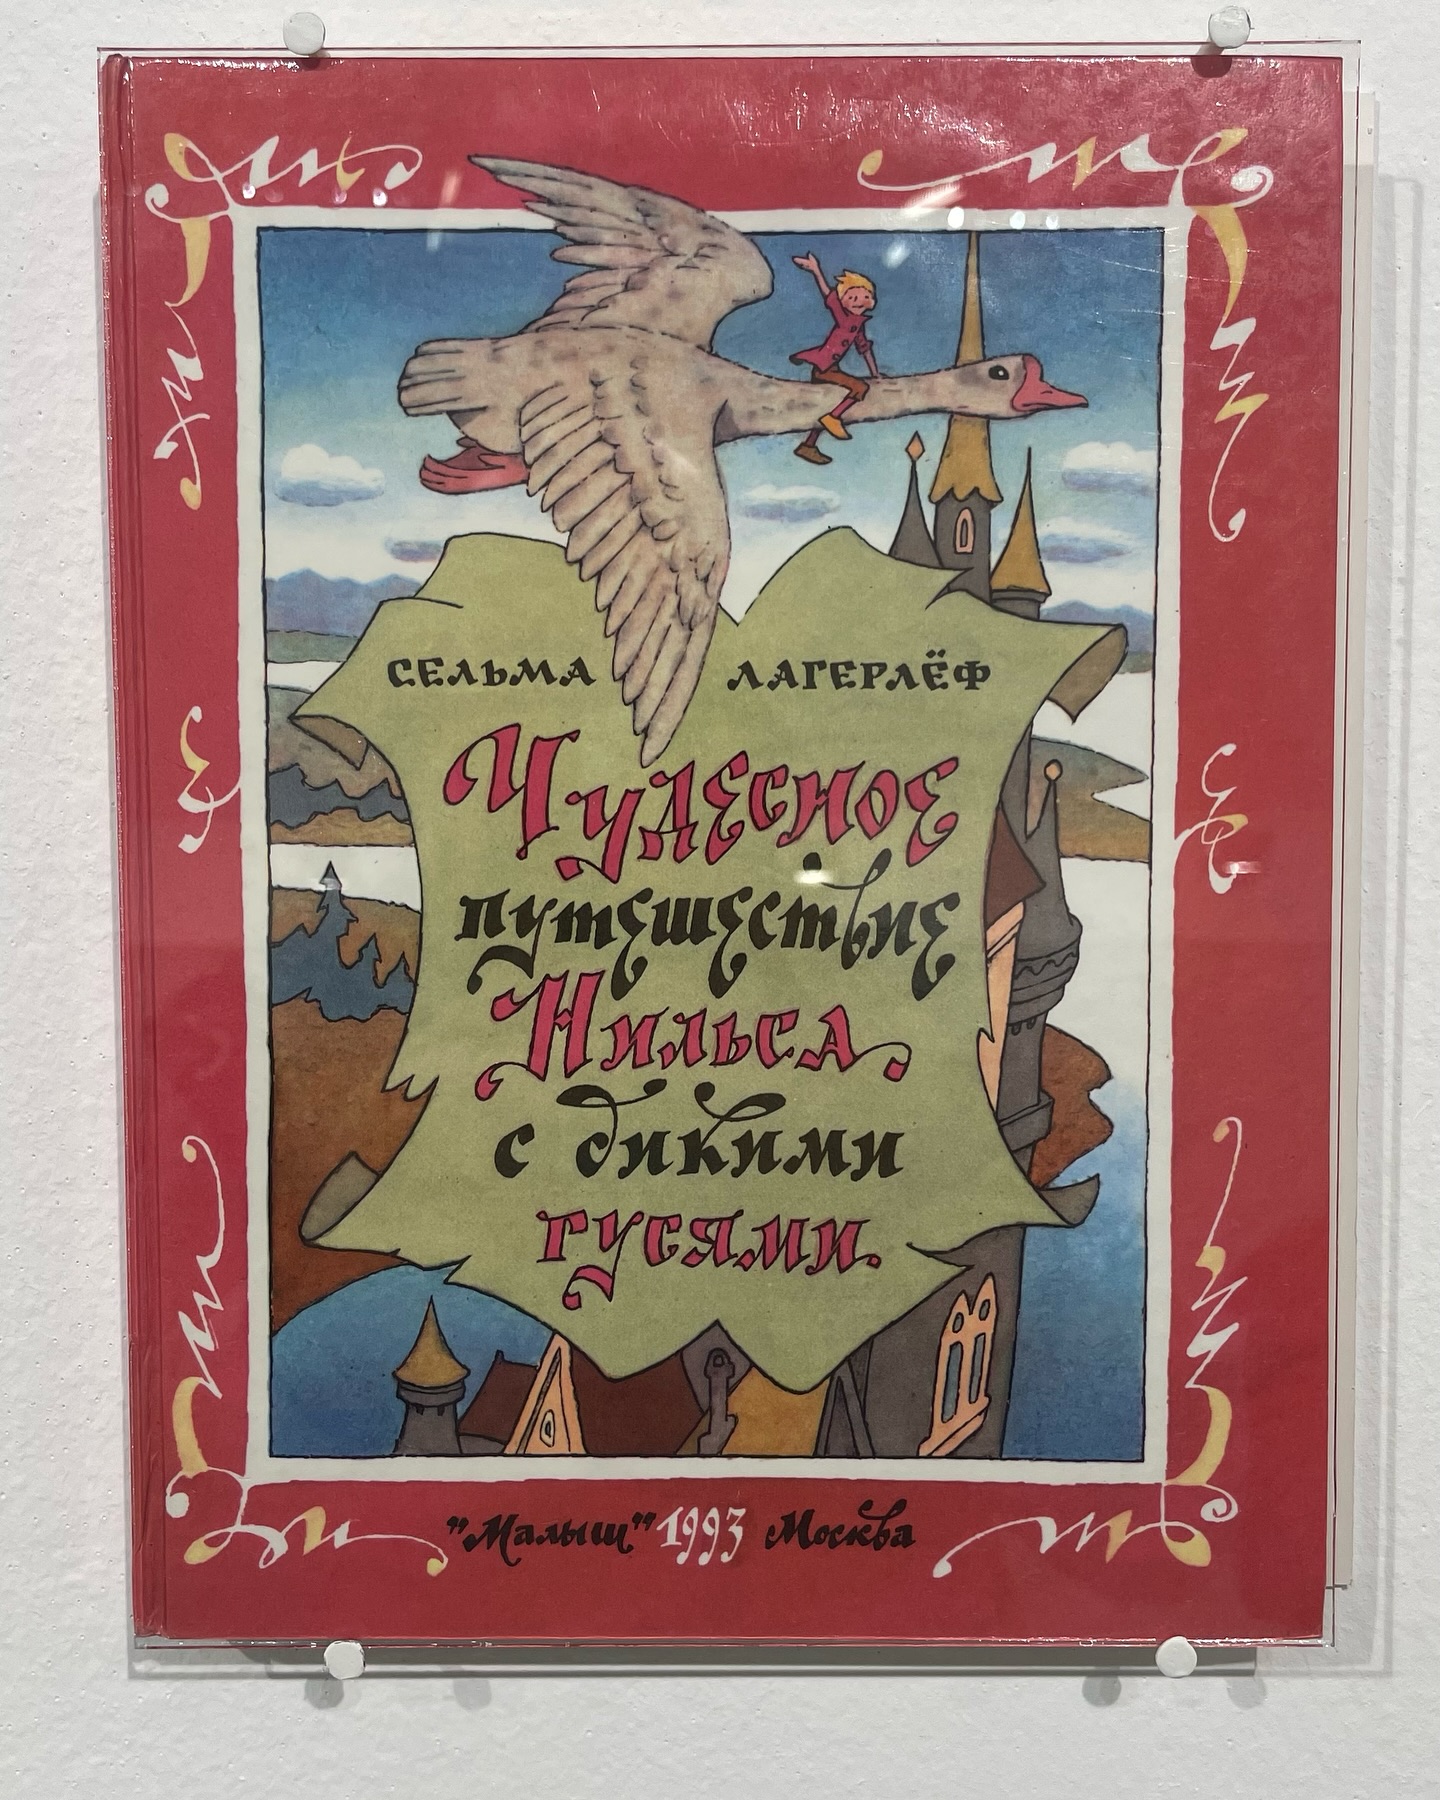 СЕЛЬМА ЛАГЕРЛЁФ
Чудесное
путешествие
Нильса
с дикими
гусями.
"Малыш" 1993 Москва